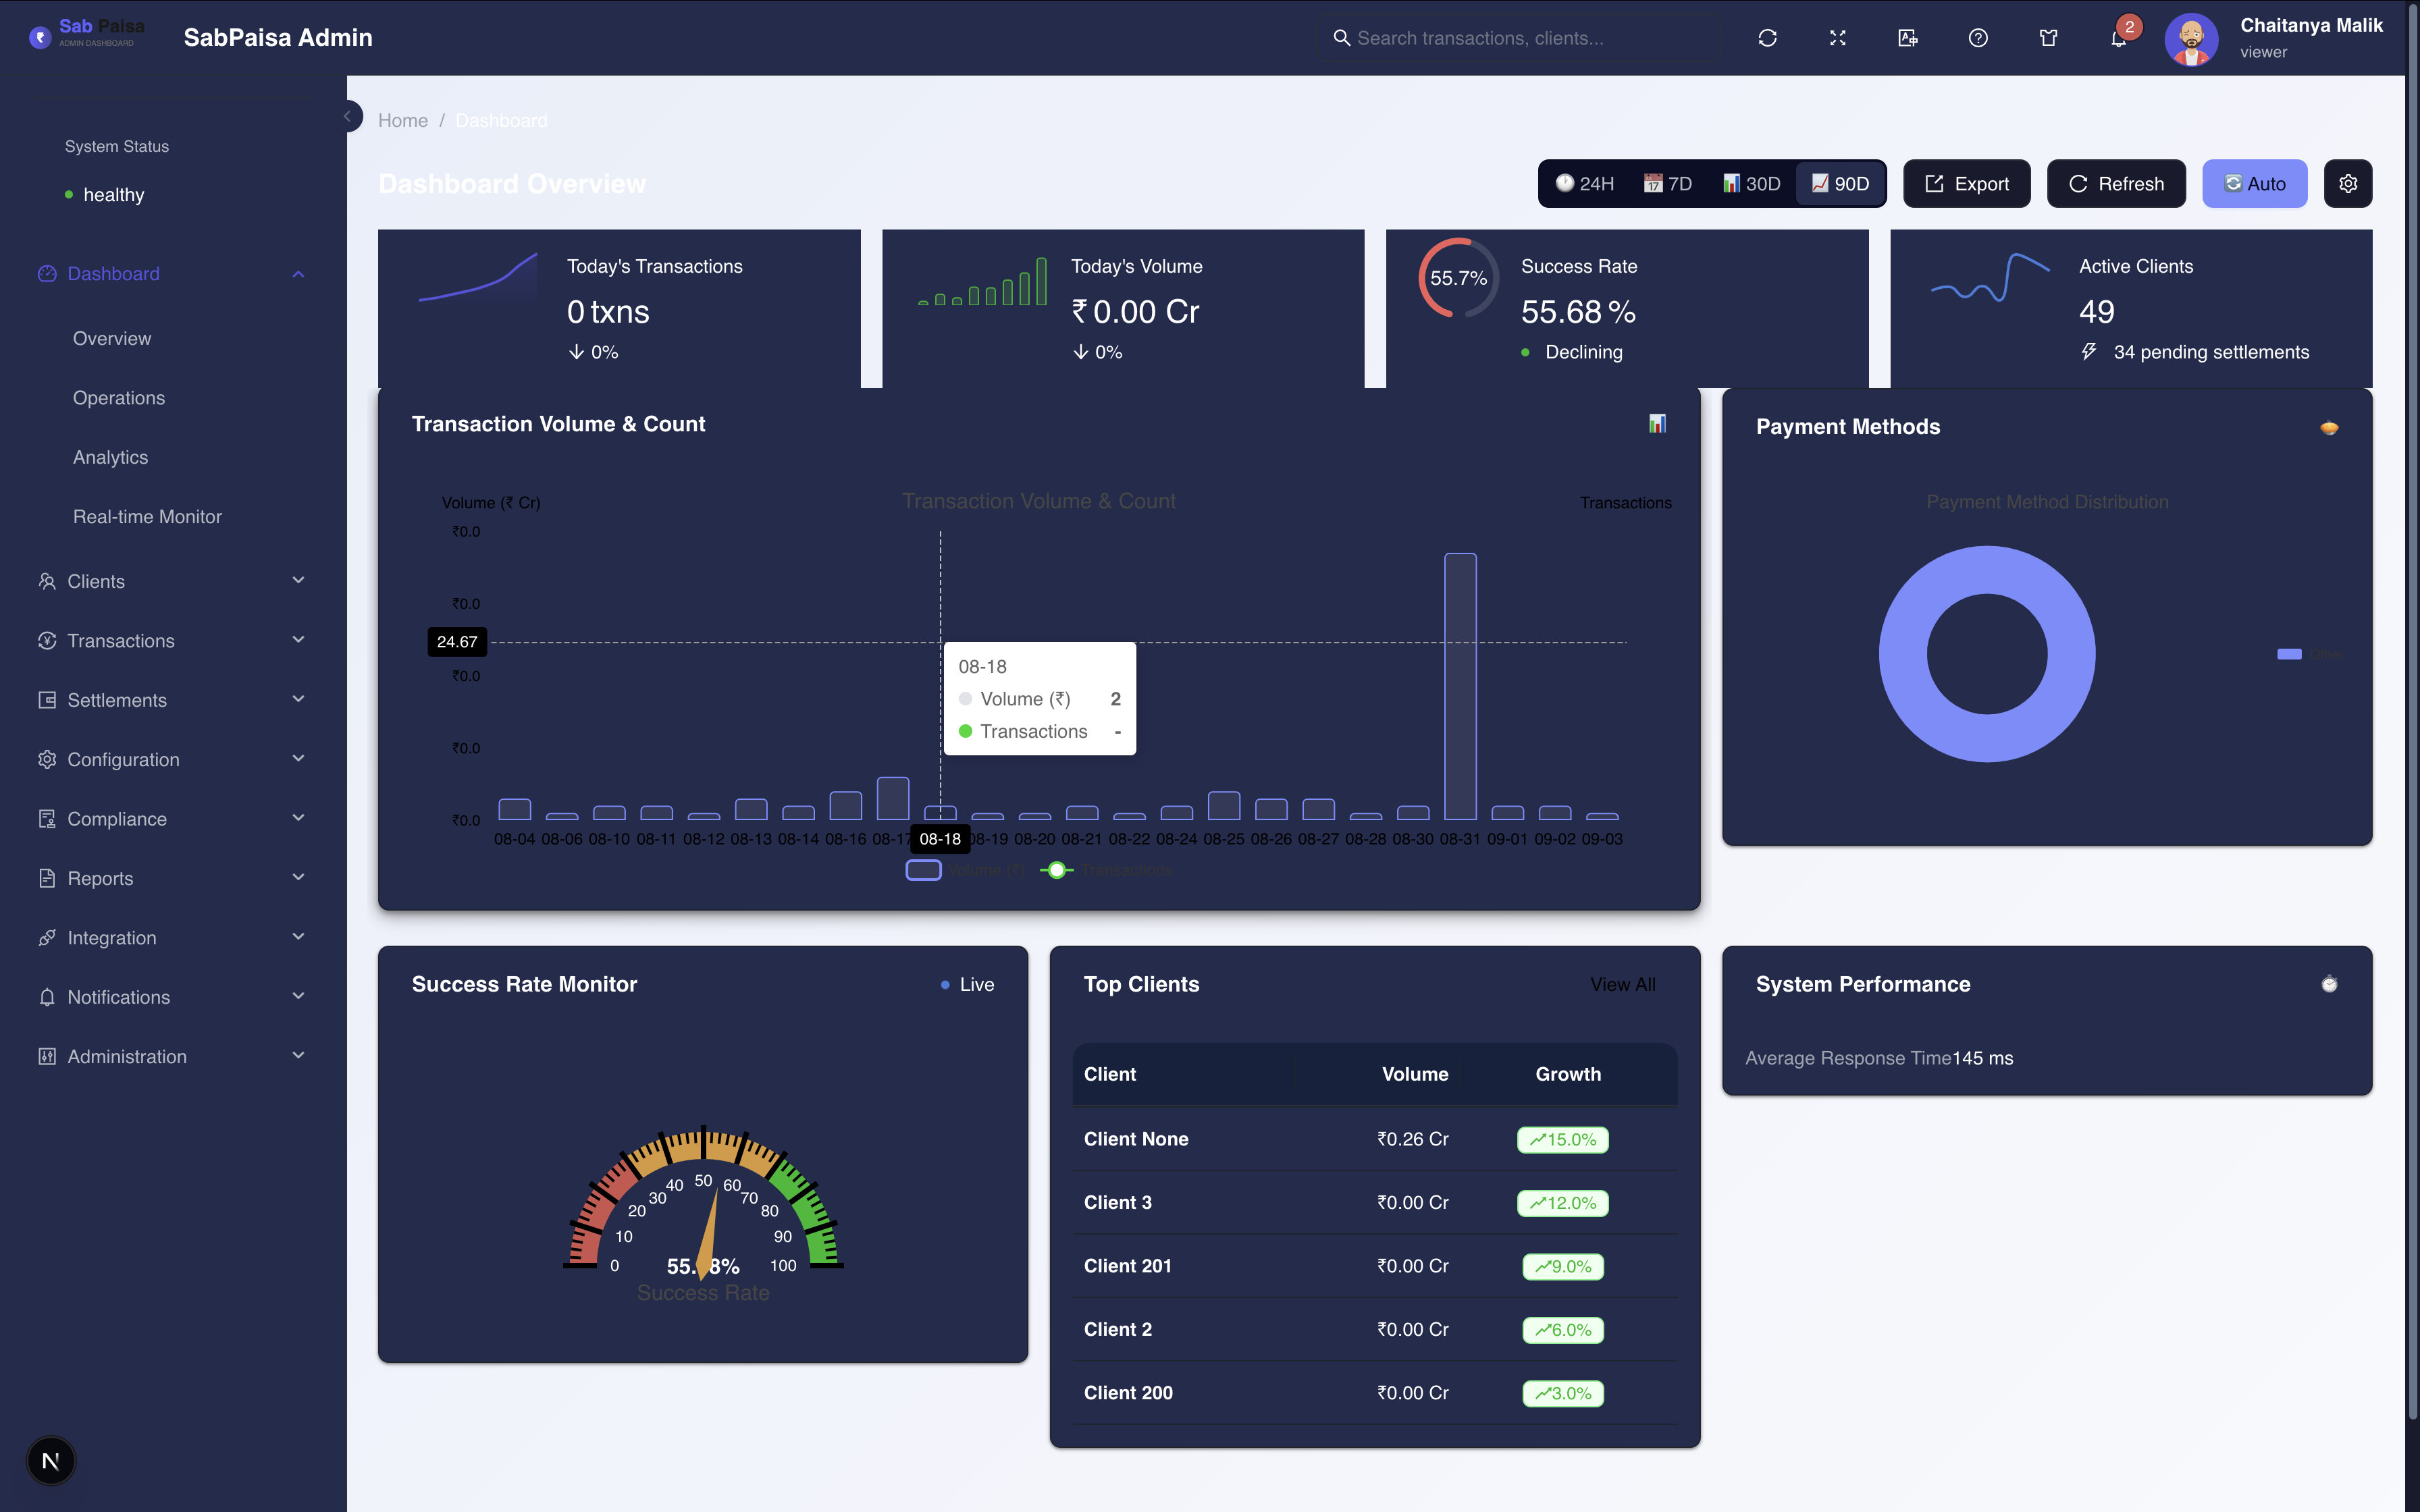 Sab Paisa
ADMIN DASHBOARD
SabPaisa Admin
Search transactions, clients...
2
Chaitanya Malik
viewer
System Status
healthy
Dashboard
Overview
Operations
Analytics
Real-time Monitor
Clients
Transactions
Settlements
Configuration
Compliance
Reports
Integration
Notifications
Administration
N
Home / Dashboard
Dashboard Overview
24H 7D 30D 90D
Export
Refresh
Auto
Today's Transactions
0 txns
0%
Today's Volume
₹ 0.00 Cr
0%
55.7%
Success Rate
55.68 %
Declining
Active Clients
49
34 pending settlements
Transaction Volume & Count
Transaction Volume & Count
Volume (₹ Cr)
Transactions
₹0.0
₹0.0
24.67
₹0.0
₹0.0
₹0.0
08-18
Volume (₹) 2
Transactions -
08-04 08-06 08-10 08-11 08-12 08-13 08-14 08-16 08-17 08-18 08-19 08-20 08-21 08-22 08-24 08-25 08-26 08-27 08-28 08-30 08-31 09-01 09-02 09-03
Volume (₹) Transactions
Payment Methods
Payment Method Distribution
Success Rate Monitor
Live
0 10 20 30 40 50 60 70 80 90 100
55. 8%
Success Rate
Top Clients
View All
Client Volume Growth
Client None ₹0.26 Cr 15.0%
Client 3 ₹0.00 Cr 12.0%
Client 201 ₹0.00 Cr 9.0%
Client 2 ₹0.00 Cr 6.0%
Client 200 ₹0.00 Cr 3.0%
System Performance
Average Response Time145 ms